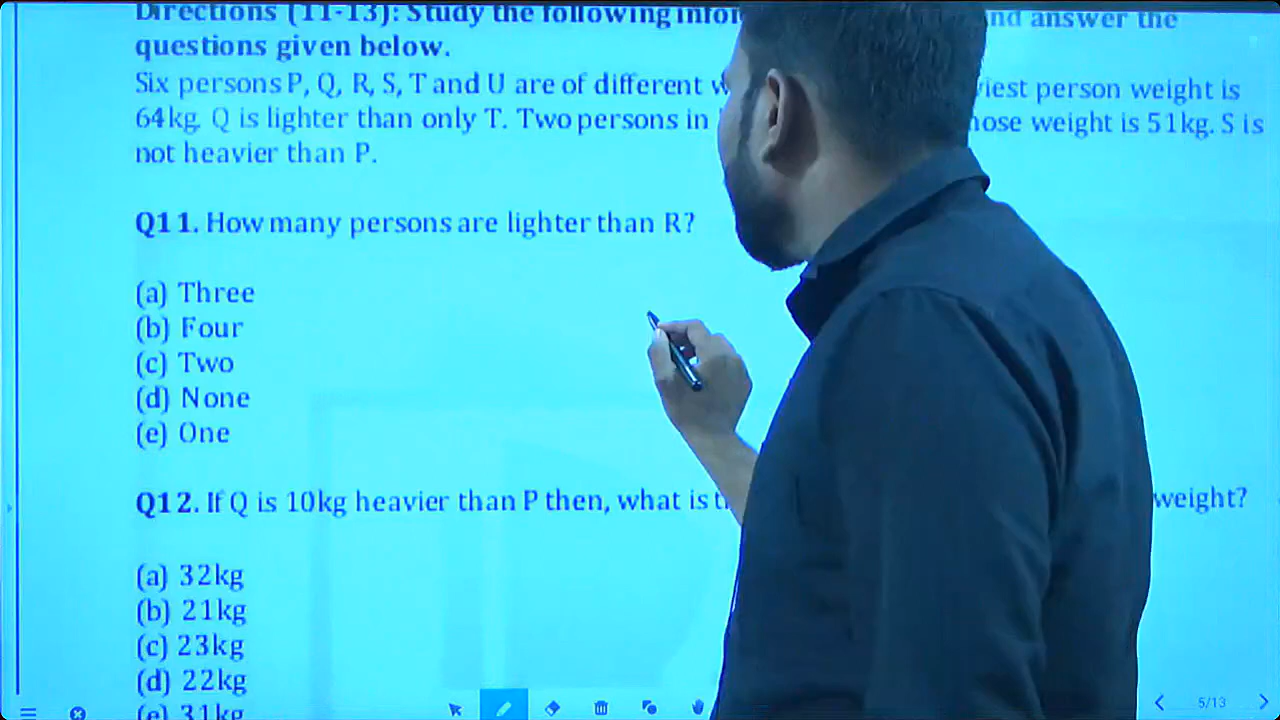 Directions (11-13): Study the following and answer the
questions given below.
Six persons P, Q, R, S, T and U are of different person weight is
64kg. Q is lighter than only T. Two persons in whose weight is 51kg. S is
not heavier than P.
Q11. How many persons are lighter than R?
(a) Three
(b) Four
(c) Two
(d) None
(e) One
Q12. If Q is 10kg heavier than P then, what is weight?
(a) 32kg
(b) 21kg
(c) 23kg
(d) 22kg
(e) 31kg
5/13